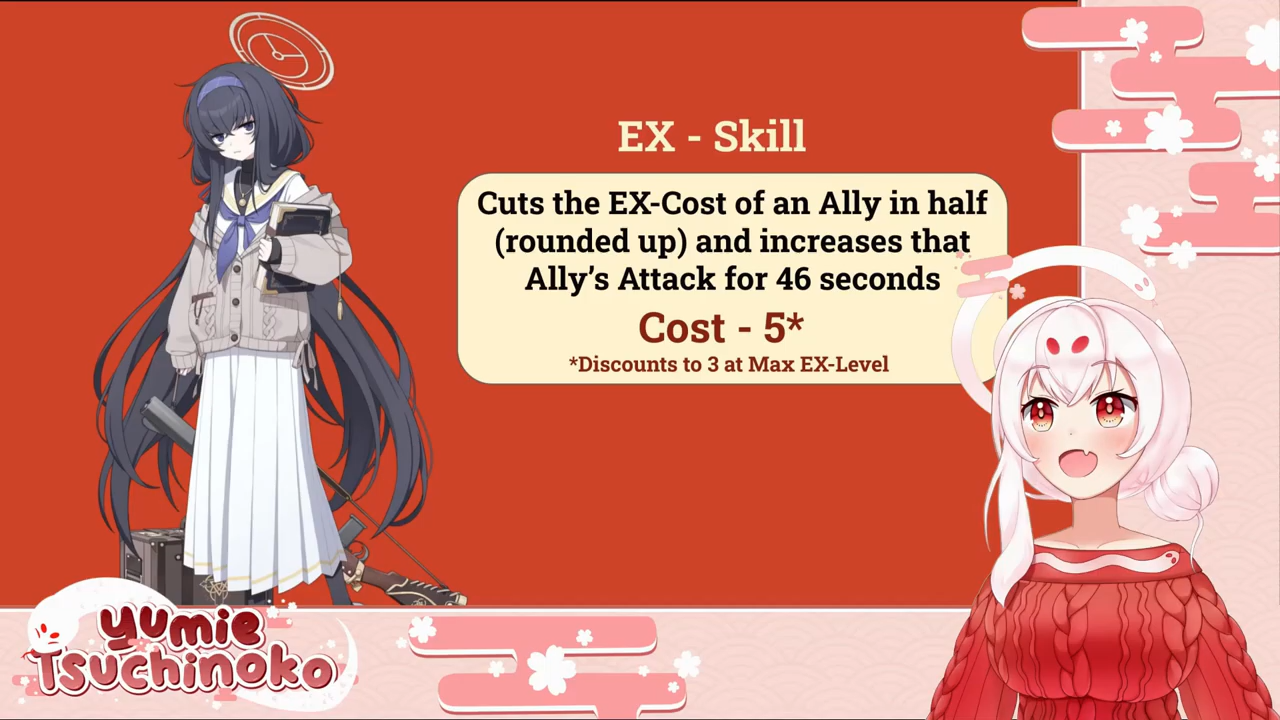 EX - Skill
Cuts the EX-Cost of an Ally in half
(rounded up) and increases that
Ally's Attack for 46 seconds
Cost - 5*
*Discounts to 3 at Max EX-Level
yumie
Tsuchinoko